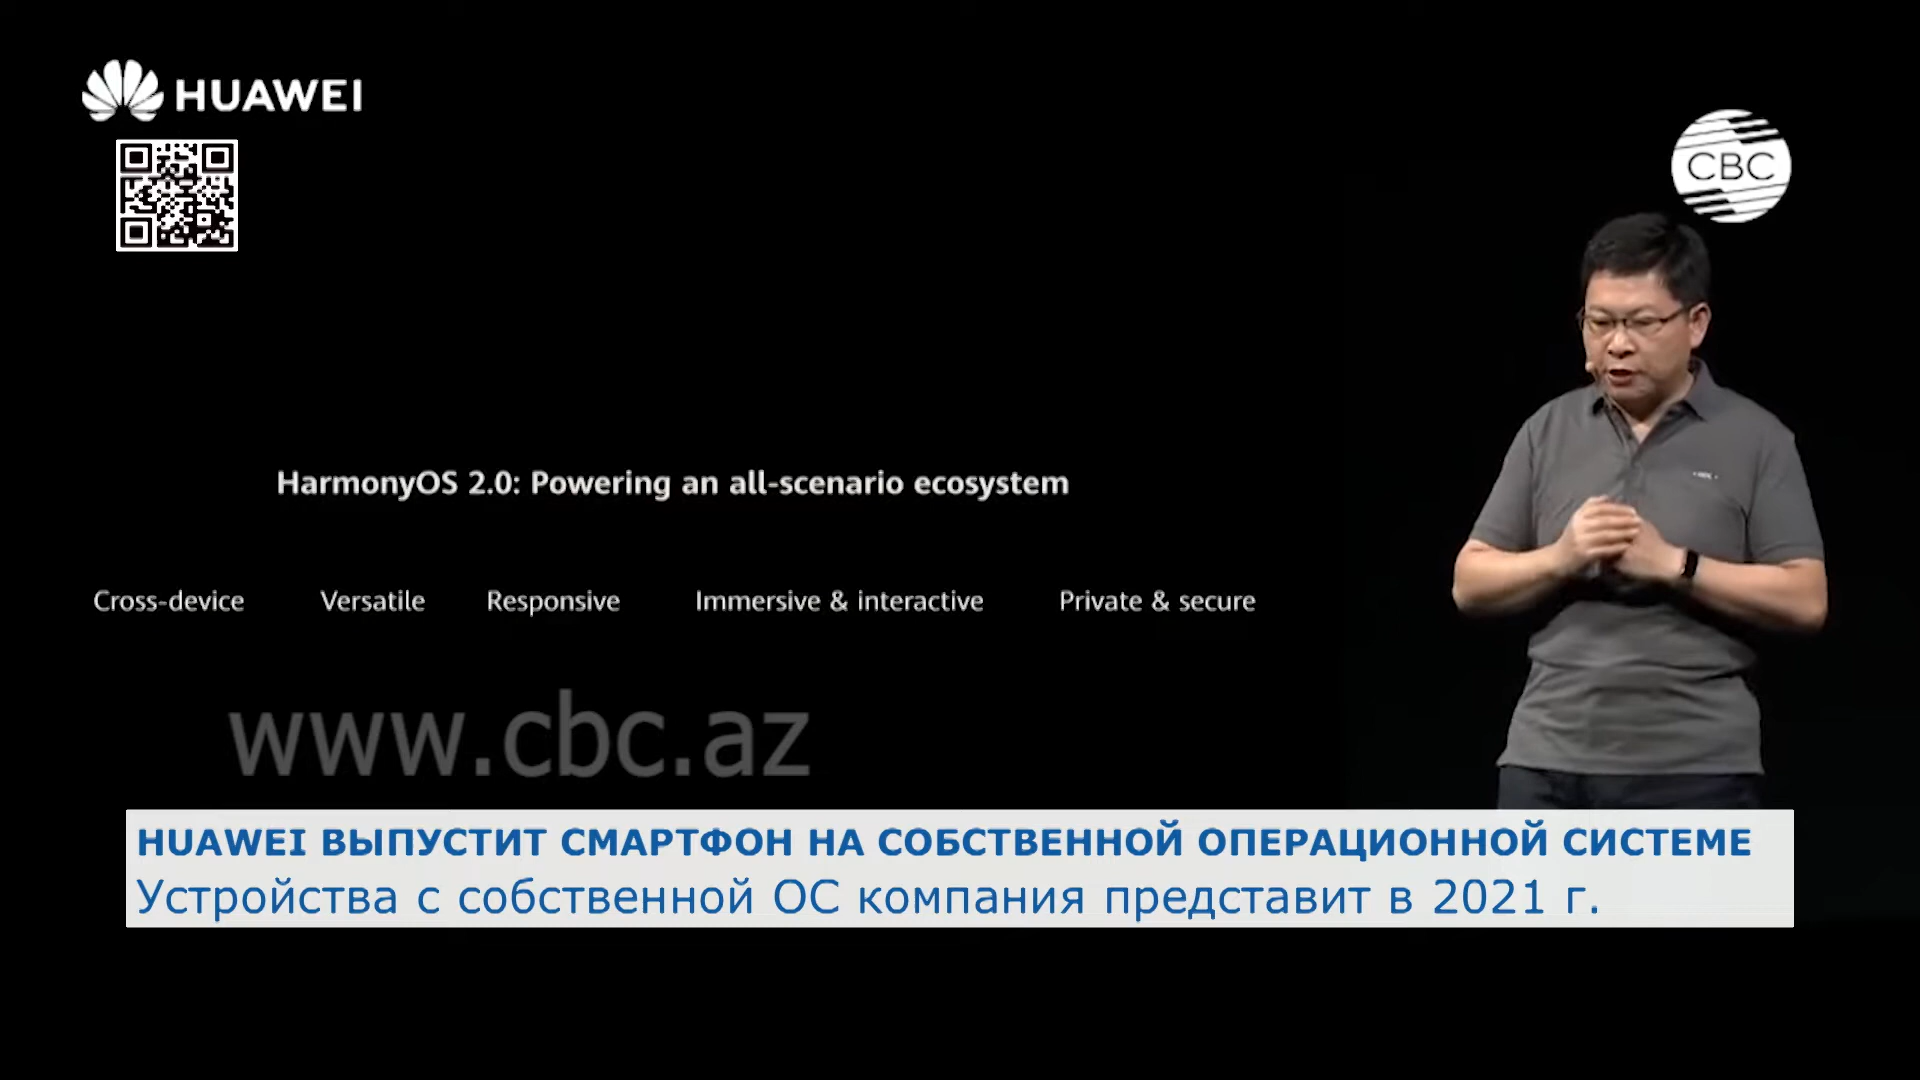 HUAWEI
CBC
HarmonyOS 2.0: Powering an all-scenario ecosystem
Cross-device Versatile Responsive Immersive & interactive Private & secure
www.cbc.az
HUAWEI ВЫПУСТИТ СМАРТФОН НА СОБСТВЕННОЙ ОПЕРАЦИОННОЙ СИСТЕМЕ
Устройства с собственной ОС компания представит в 2021 г.